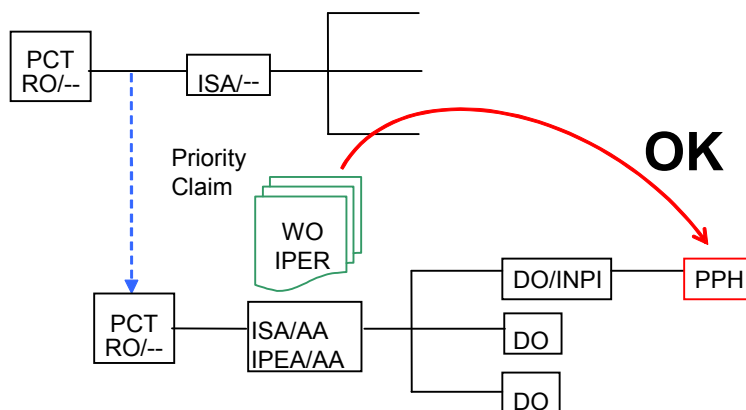 PCT
RO/--
ISA/--
OK
Priority
Claim
WO
IPER
DO/INPI
PPH
PCT
RO/--
ISA/AA
IPEA/AA
DO
DO